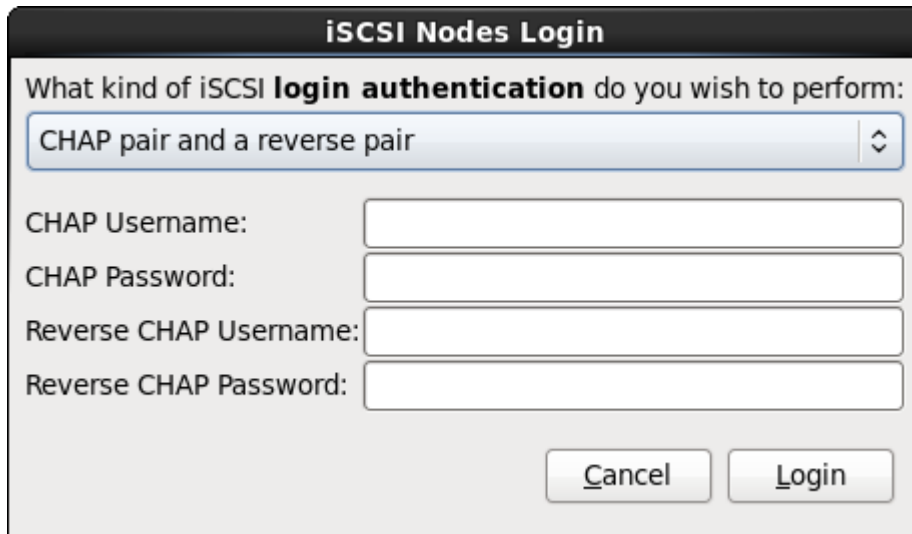 iSCSI Nodes Login
What kind of iSCSI login authentication do you wish to perform:
CHAP pair and a reverse pair
CHAP Username:
CHAP Password:
Reverse CHAP Username:
Reverse CHAP Password:
Cancel Login